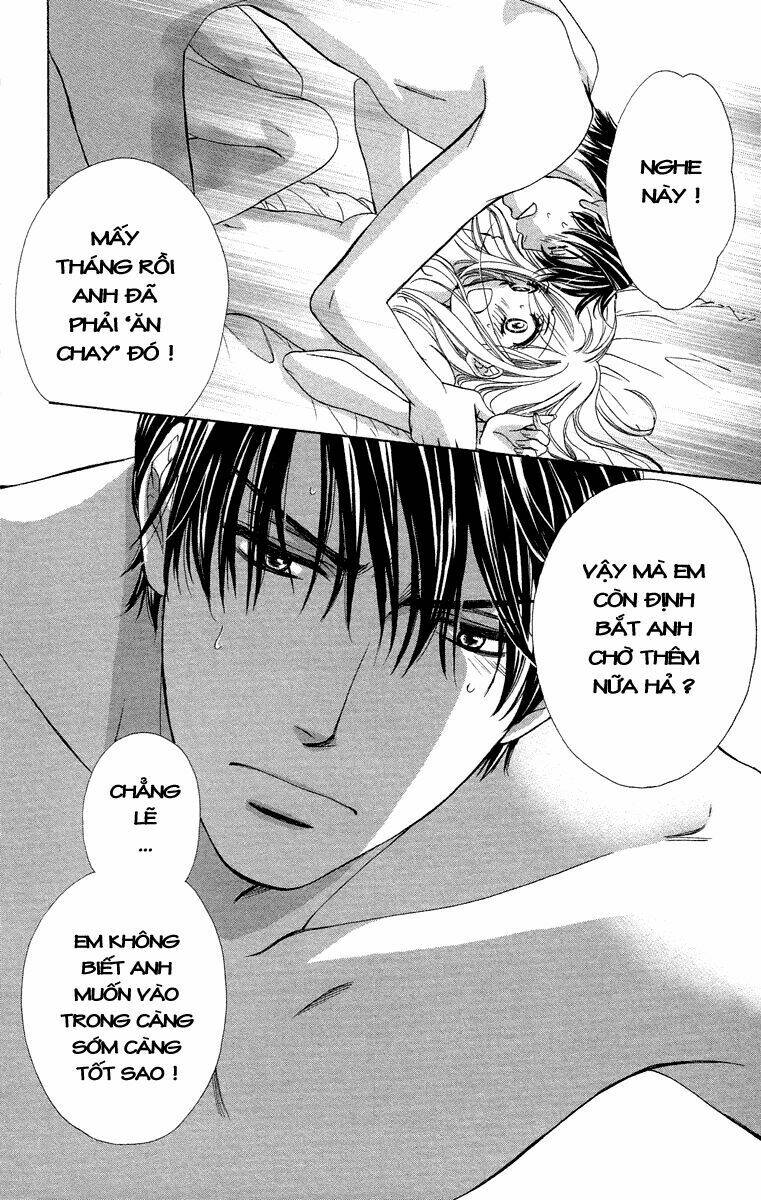 NGHE
NÀY !
MẤY
THÁNG RỒI
ANH ĐÃ
PHẢI 'ĂN
CHAY' ĐÓ !
VẬY MÀ EM
CÒN ĐỊNH
BẮT ANH
CHỜ THÊM
NỮA HẢ ?
CHẲNG
LẼ
...
EM KHÔNG
BIẾT ANH
MUỐN VÀO
TRONG CÀNG
SỚM CÀNG
TỐT SAO !